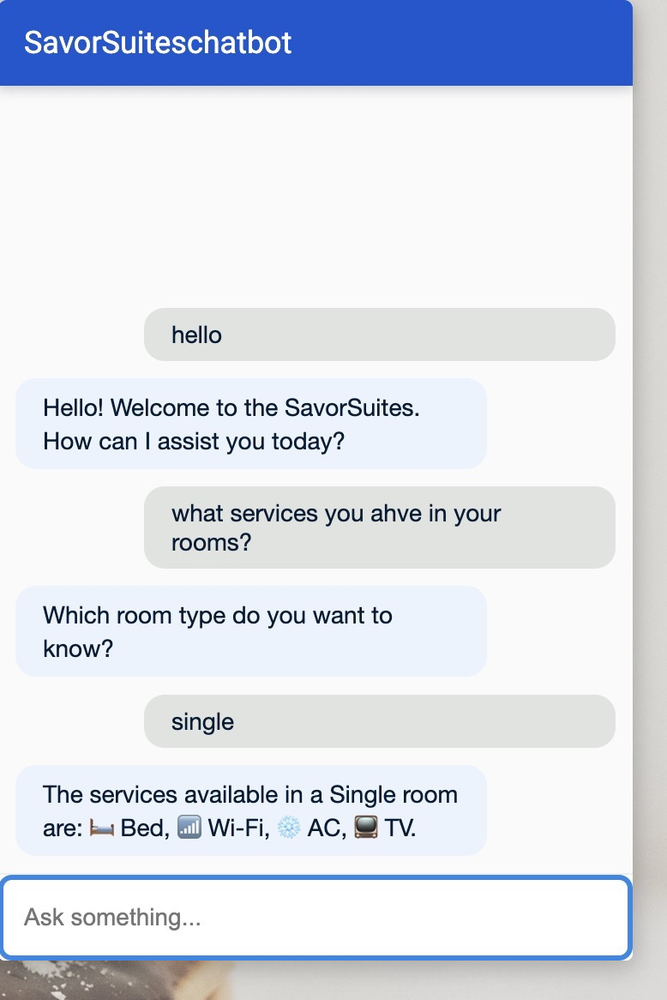 SavorSuiteschatbot
hello
Hello! Welcome to the SavorSuites.
How can I assist you today?
what services you ahve in your
rooms?
Which room type do you want to
know?
single
The services available in a Single room
are: 🛏️ Bed, 📶 Wi-Fi, ❄️ AC, 📺 TV.
Ask something...